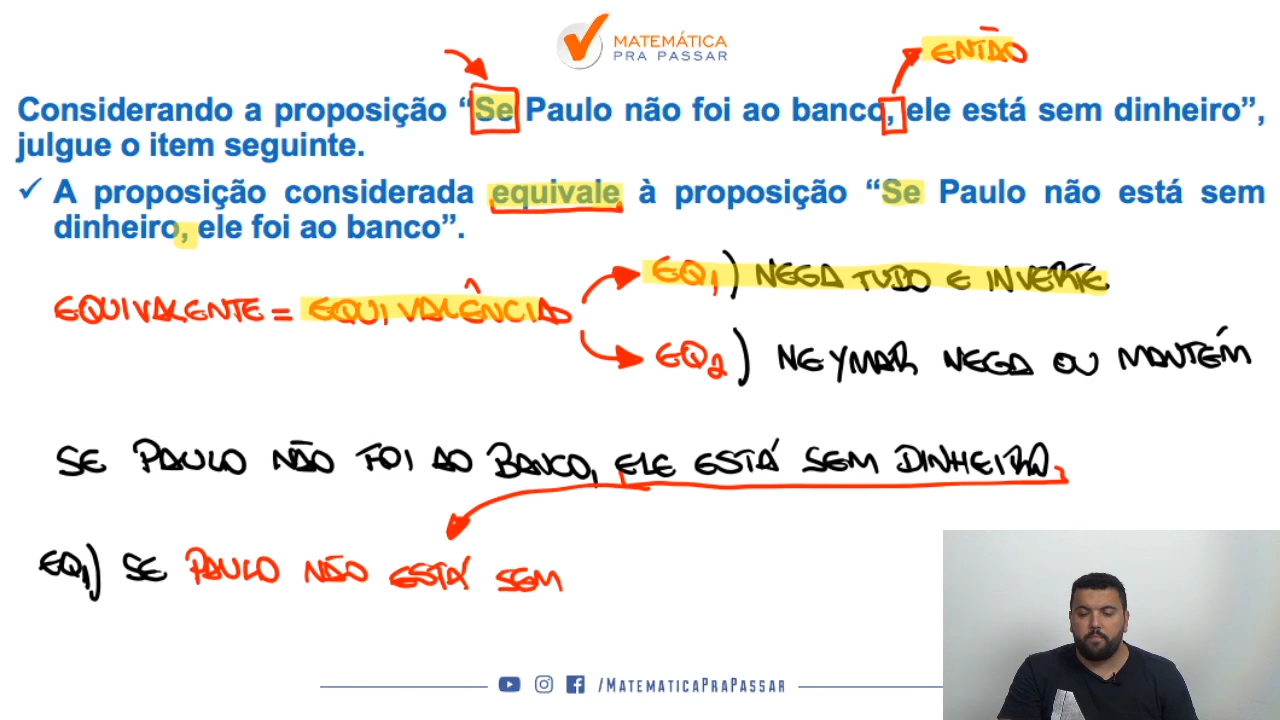 MATEMÁTICA
PRA PASSAR
ENTÃO
Considerando a proposição “Se Paulo não foi ao banco, ele está sem dinheiro”,
julgue o item seguinte.
✓ A proposição considerada equivale à proposição “Se Paulo não está sem
dinheiro, ele foi ao banco”.
EQ1) NEGA TUDO E INVERTE
EQUIVALENTE = EQUIVALÊNCIA
EQ2) NEYMAR NEGA OU MANTÉM
SE PAULO NÃO FOI AO BANCO, ELE ESTÁ SEM DINHEIRO.
EQ1) SE PAULO NÃO ESTÁ SEM
/MATEMATICAPRAPASSAR